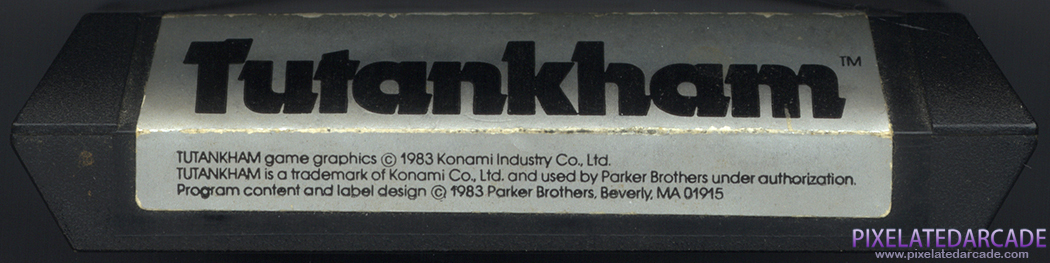 Tutankham™
TUTANKHAM game graphics © 1983 Konami Industry Co., Ltd.
TUTANKHAM is a trademark of Konami Co., Ltd. and used by Parker Brothers under authorization.
Program content and label design © 1983 Parker Brothers, Beverly, MA 01915
PIXELATEDARCADE
www.pixelatedarcade.com